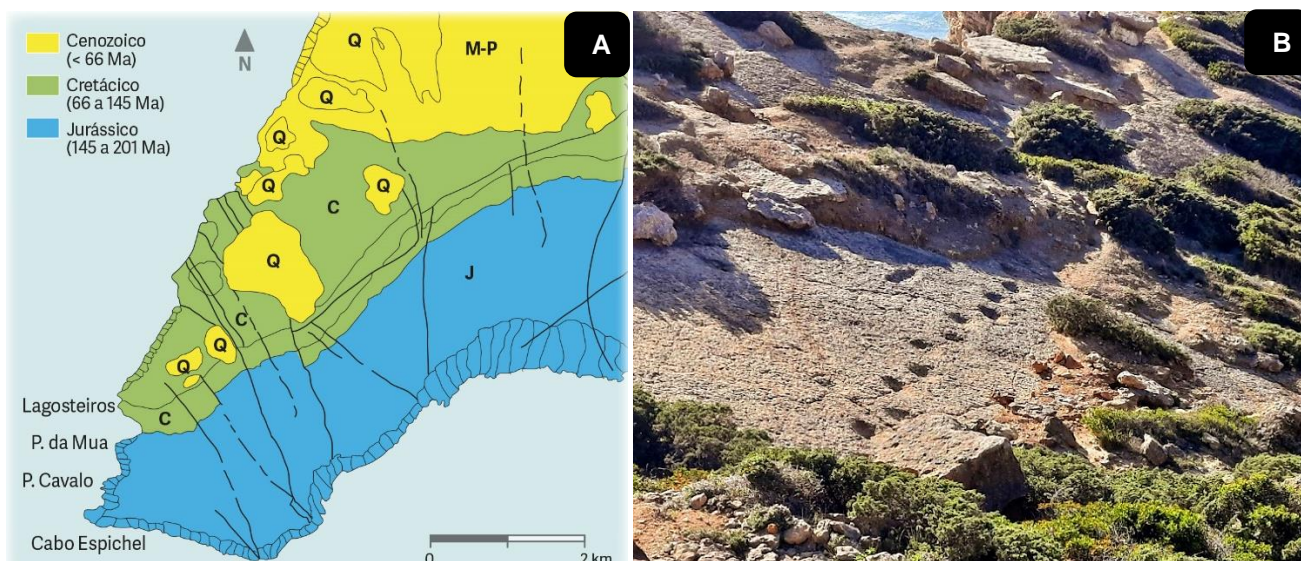 Cenozoico
(< 66 Ma)
Cretácico
(66 a 145 Ma)
Jurássico
(145 a 201 Ma)
N
Q
M-P
A
B
Q
Q
Q
Q
C
Q
J
C
Q
Q
C
Lagosteiros
P. da Mua
P. Cavalo
Cabo Espichel
0
2 km